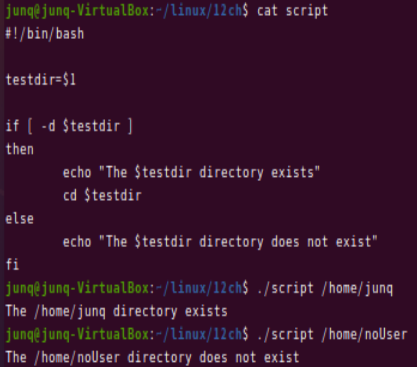 junq@junq-VirtualBox:~/linux/12ch$ cat script
#!/bin/bash
testdir=$1
if [ -d $testdir ]
then
echo "The $testdir directory exists"
cd $testdir
else
echo "The $testdir directory does not exist"
fi
junq@junq-VirtualBox:~/linux/12ch$ ./script /home/junq
The /home/junq directory exists
junq@junq-VirtualBox:~/linux/12ch$ ./script /home/noUser
The /home/noUser directory does not exist